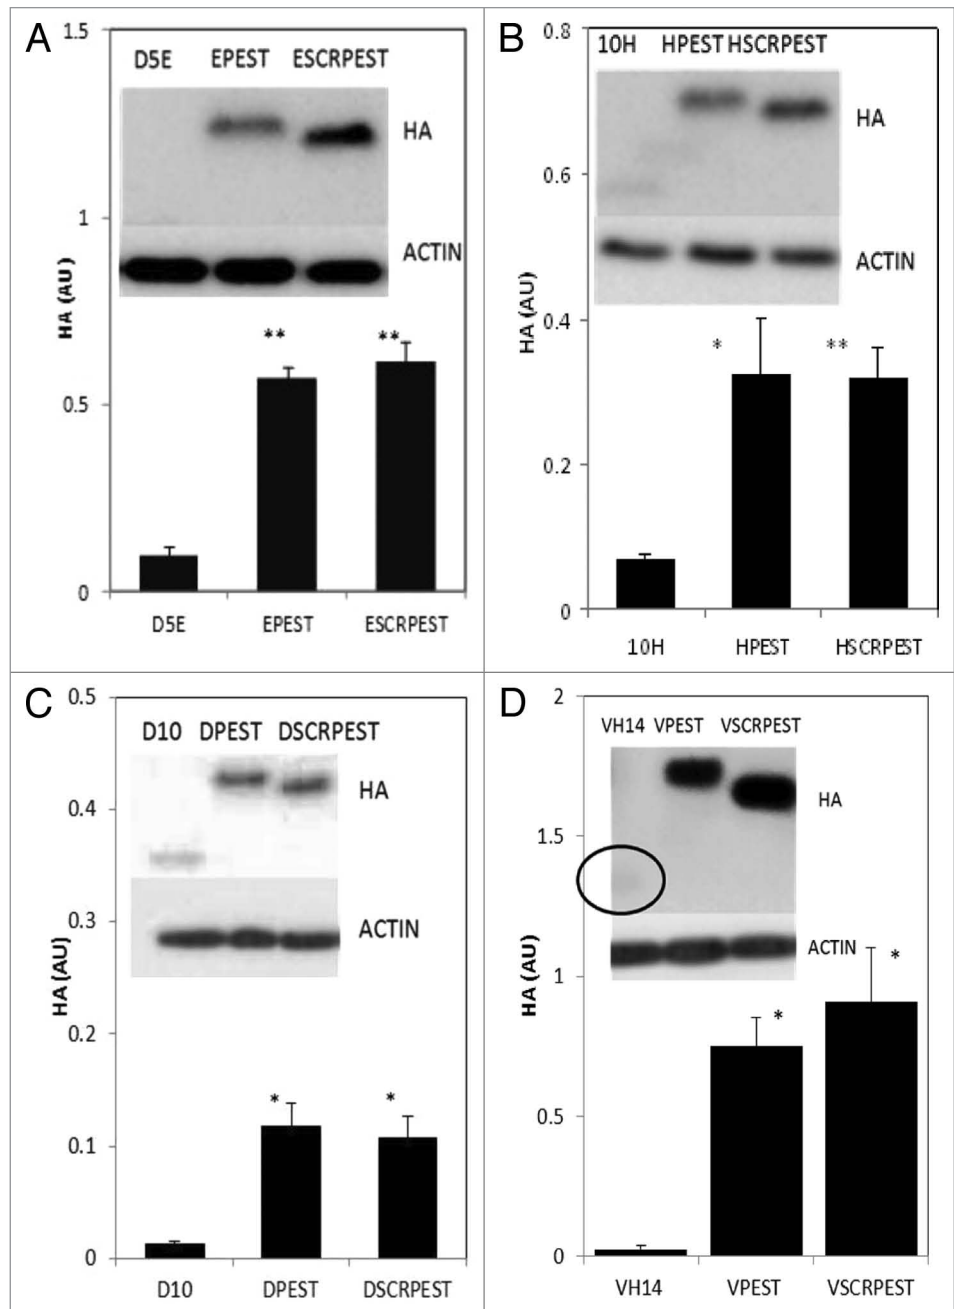 A
1.5
1
0.5
0
HA (AU)
D5E EPEST ESCRPEST
HA
ACTIN
**
**
D5E EPEST ESCRPEST
B
0.8
0.6
0.4
0.2
0
HA (AU)
10H HPEST HSCRPEST
HA
ACTIN
*
**
10H HPEST HSCRPEST
C
0.5
0.4
0.3
0.2
0.1
0
HA (AU)
D10 DPEST DSCRPEST
HA
ACTIN
*
*
D10 DPEST DSCRPEST
D
2
1.5
1
0.5
0
HA (AU)
VH14 VPEST VSCRPEST
HA
ACTIN
*
*
VH14 VPEST VSCRPEST